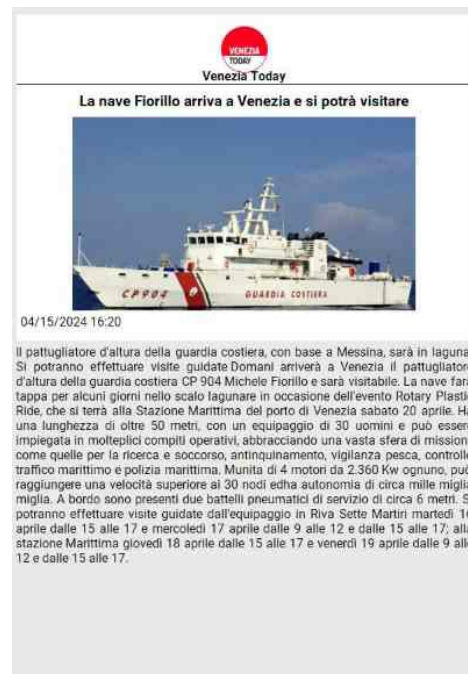 VENEZIA
TODAY
Venezia Today
La nave Fiorillo arriva a Venezia e si potrà visitare
CP904
GUARDIA COSTIERA
04/15/2024 16:20
Il pattugliatore d'altura della guardia costiera, con base a Messina, sarà in laguna.
Si potranno effettuare visite guidate Domani arriverà a Venezia il pattugliatore
d'altura della guardia costiera CP 904 Michele Fiorillo e sarà visitabile. La nave farà
tappa per alcuni giorni nello scalo lagunare in occasione dell'evento Rotary Plastic
Ride, che si terrà alla Stazione Marittima del porto di Venezia sabato 20 aprile. Ha
una lunghezza di oltre 50 metri, con un equipaggio di 30 uomini e può essere
impiegata in molteplici compiti operativi, abbracciando una vasta sfera di missioni
come quelle per la ricerca e soccorso, antinquinamento, vigilanza pesca, controllo
traffico marittimo e polizia marittima. Munita di 4 motori da 2.360 Kw ognuno, può
raggiungere una velocità superiore ai 30 nodi edha autonomia di circa mille miglia
miglia. A bordo sono presenti due battelli pneumatici di servizio di circa 6 metri. Si
potranno effettuare visite guidate dall'equipaggio in Riva Sette Martiri martedì 16
aprile dalle 15 alle 17 e mercoledì 17 aprile dalle 9 alle 12 e dalle 15 alle 17; alla
stazione Marittima giovedì 18 aprile dalle 15 alle 17 e venerdì 19 aprile dalle 9 alle
12 e dalle 15 alle 17.